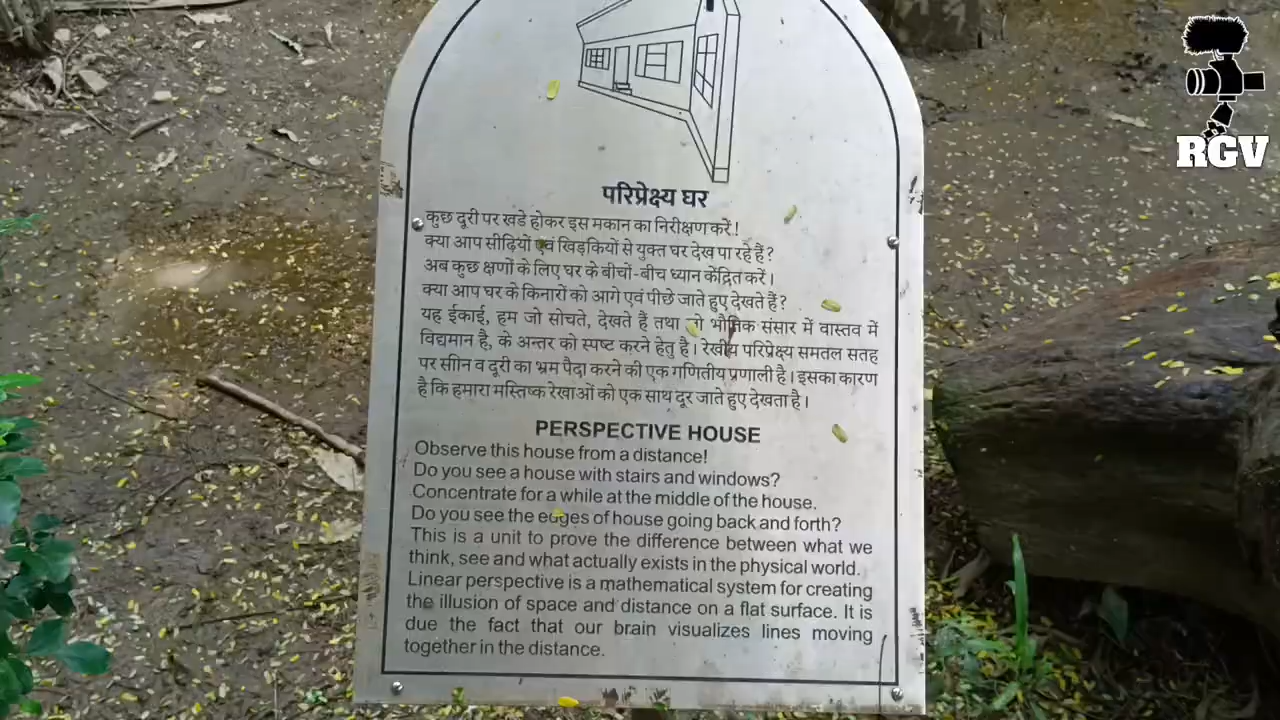 RGV
परिप्रेक्ष्य घर
कुछ दूरी पर खडे होकर इस मकान का निरीक्षण करें!
क्या आप सीढ़ियों एवं खिड़कियों से युक्त घर देख पा रहे हैं?
अब कुछ क्षणों के लिए घर के बीचों-बीच ध्यान केंद्रित करें।
क्या आप घर के किनारों को आगे एवं पीछे जाते हुए देखते हैं?
यह ईकाई, हम जो सोचते, देखते हैं तथा जो भौतिक संसार में वास्तव में
विद्यमान है, के अन्तर को स्पष्ट करने हेतु है। रेखीय परिप्रेक्ष्य समतल सतह
पर सीान व दूरी का भ्रम पैदा करने की एक गणितीय प्रणाली है। इसका कारण
है कि हमारा मस्तिष्क रेखाओं को एक साथ दूर जाते हुए देखता है।
PERSPECTIVE HOUSE
Observe this house from a distance!
Do you see a house with stairs and windows?
Concentrate for a while at the middle of the house.
Do you see the edges of house going back and forth?
This is a unit to prove the difference between what we
think, see and what actually exists in the physical world.
Linear perspective is a mathematical system for creating
the illusion of space and distance on a flat surface. It is
due the fact that our brain visualizes lines moving
together in the distance.